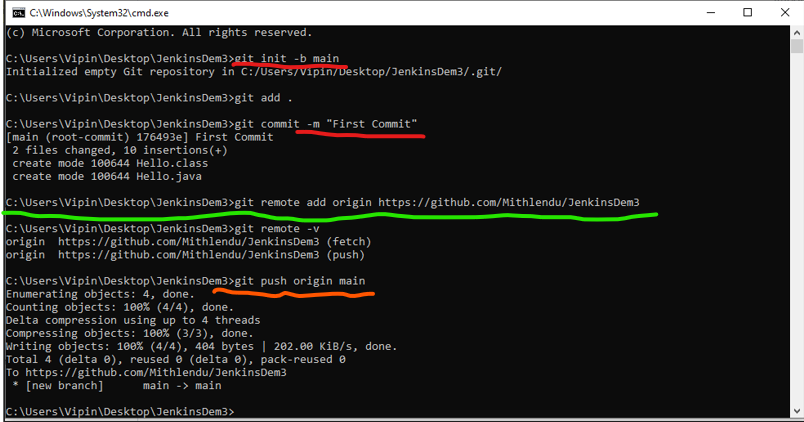 C:\Windows\System32\cmd.exe
(c) Microsoft Corporation. All rights reserved.
C:\Users\Vipin\Desktop\JenkinsDem3>git init -b main
Initialized empty Git repository in C:/Users/Vipin/Desktop/JenkinsDem3/.git/
C:\Users\Vipin\Desktop\JenkinsDem3>git add .
C:\Users\Vipin\Desktop\JenkinsDem3>git commit -m "First Commit"
[main (root-commit) 176493e] First Commit
 2 files changed, 10 insertions(+)
 create mode 100644 Hello.class
 create mode 100644 Hello.java
C:\Users\Vipin\Desktop\JenkinsDem3>git remote add origin https://github.com/Mithlendu/JenkinsDem3
C:\Users\Vipin\Desktop\JenkinsDem3>git remote -v
origin  https://github.com/Mithlendu/JenkinsDem3 (fetch)
origin  https://github.com/Mithlendu/JenkinsDem3 (push)
C:\Users\Vipin\Desktop\JenkinsDem3>git push origin main
Enumerating objects: 4, done.
Counting objects: 100% (4/4), done.
Delta compression using up to 4 threads
Compressing objects: 100% (3/3), done.
Writing objects: 100% (4/4), 404 bytes | 202.00 KiB/s, done.
Total 4 (delta 0), reused 0 (delta 0), pack-reused 0
To https://github.com/Mithlendu/JenkinsDem3
 * [new branch]      main -> main
C:\Users\Vipin\Desktop\JenkinsDem3>